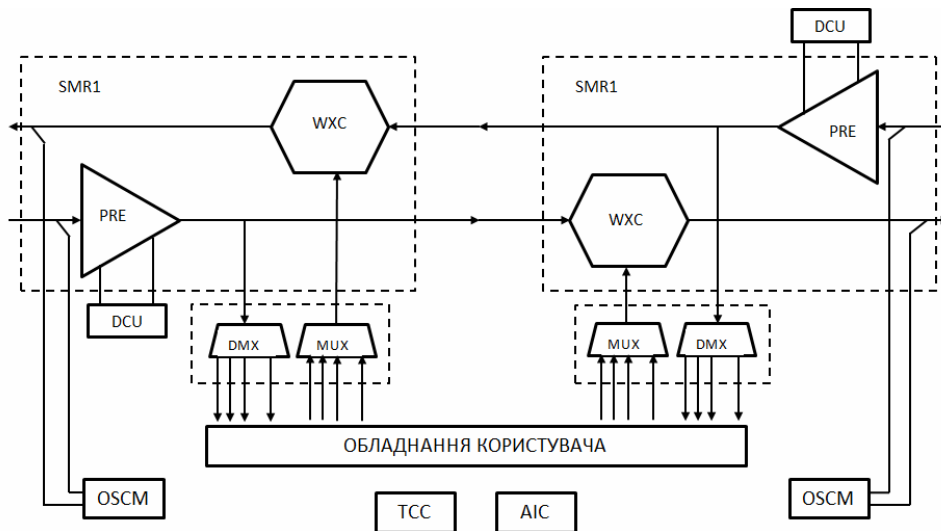 DCU
SMR1
SMR1
WXC
PRE
PRE
WXC
DCU
DMX
MUX
MUX
DMX
ОБЛАДНАННЯ КОРИСТУВАЧА
OSCM
TCC
AIC
OSCM